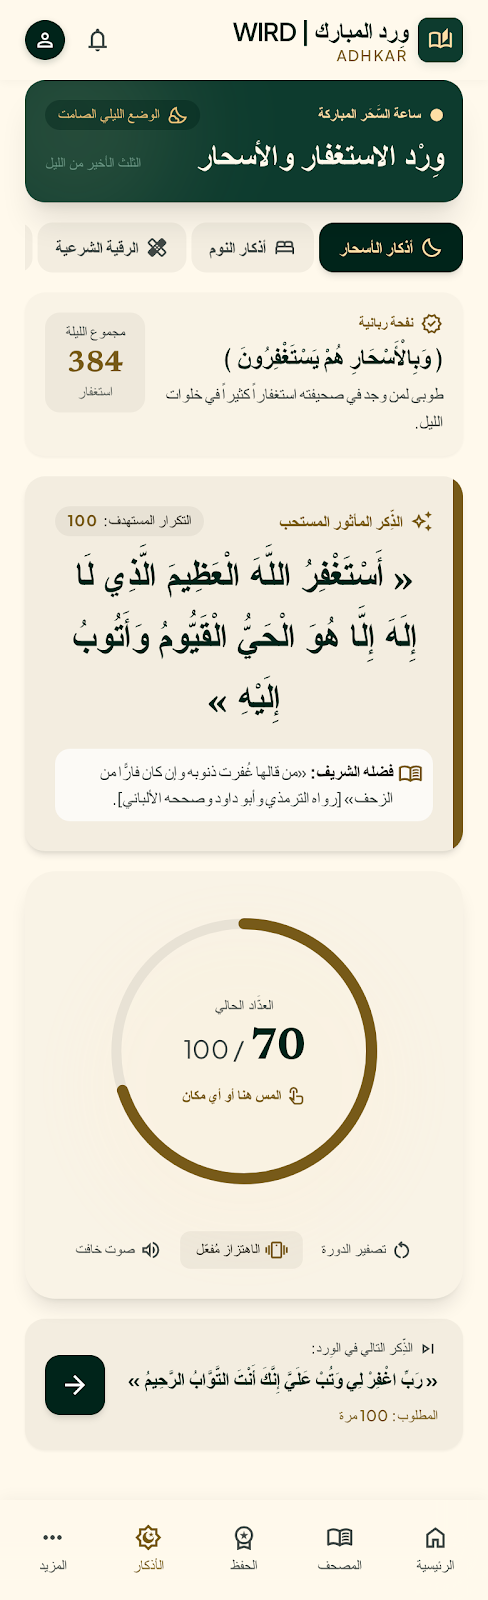 ورد المبارك | WIRD
ADHKAR
ساعة السَّحَر المباركة
الوضع الليلي الصامت
وِرْد الاستغفار والأسحار
الثلث الأخير من الليل
أذكار الأسحار
أذكار النوم
الرقية الشرعية
نفحة ربانية
( وَبِالْأَسْحَارِ هُمْ يَسْتَغْفِرُونَ )
طوبى لمن وجد في صحيفته استغفاراً كثيراً في خلوات
الليل.
مجموع الليلة
384
استغفار
الذِّكر المأثور المستحب
التكرار المستهدف: 100
« أَسْتَغْفِرُ اللَّهَ الْعَظِيمَ الَّذِي لَا
إِلَهَ إِلَّا هُوَ الْحَيُّ الْقَيُّومُ وَأَتُوبُ
إِلَيْهِ »
فضله الشريف: «من قالها غُفرت ذنوبه وإن كان فارًّا من
الزحف» [رواه الترمذي وأبو داود وصححه الألباني].
العدّاد الحالي
70 / 100
المس هنا أو أي مكان
تصفير الدورة
الاهتزاز مُفعّل
صوت خافت
الذِّكر التالي في الوِرد:
«رَبِّ اغْفِرْ لِي وَتُبْ عَلَيَّ إِنَّكَ أَنْتَ التَّوَّابُ الرَّحِيمُ»
المطلوب: 100 مرة
الرئيسية
المصحف
الحفظ
الأذكار
المزيد